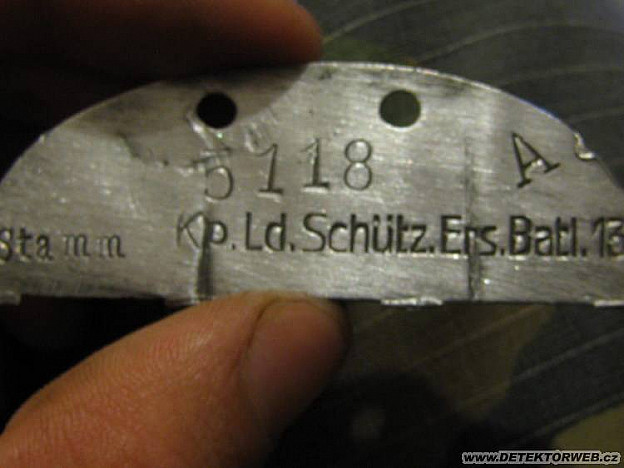 5118 A
Stamm Kp. Ld. Schütz. Ers. Batl. 13
www.DETEKTORWEB.cz